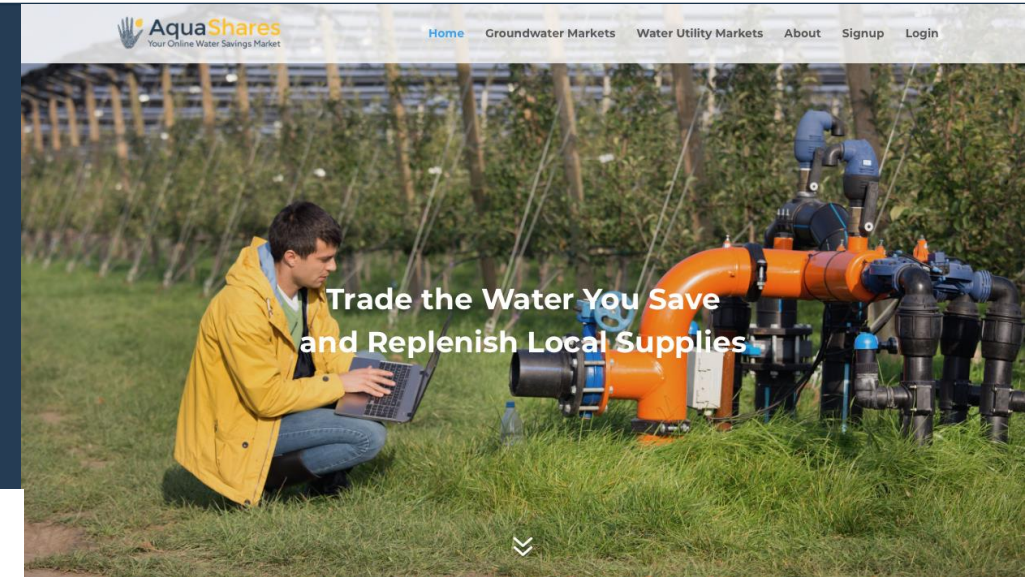 AquaShares
Your Online Water Savings Market
Home Groundwater Markets Water Utility Markets About Signup Login
Trade the Water You Save
and Replenish Local Supplies